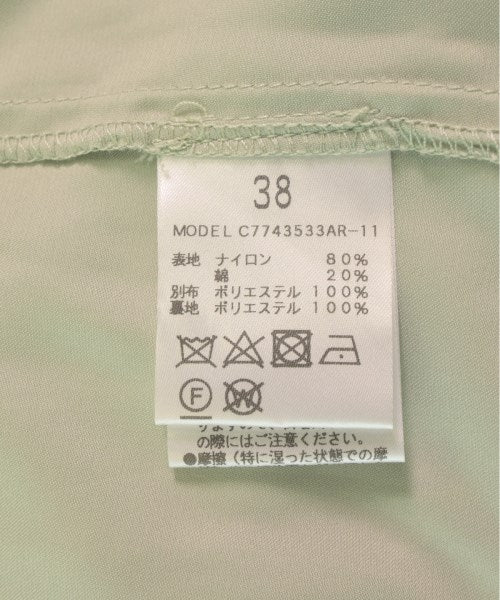 38
MODEL C7743533AR-11
表地 ナイロン 80%
綿 20%
別布 ポリエステル 100%
裏地 ポリエステル 100%
F
W
の際にはご注意ください。
●摩擦(特に湿った状態での摩